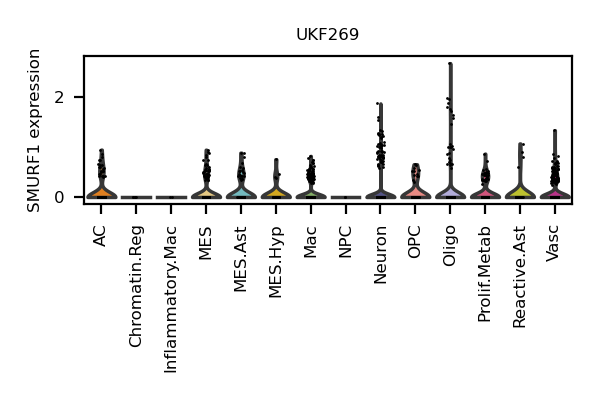 UKF269
SMURF1 expression
2
0
AC
Chromatin.Reg
Inflammatory.Mac
MES
MES.Ast
MES.Hyp
Mac
NPC
Neuron
OPC
Oligo
Prolif.Metab
Reactive.Ast
Vasc